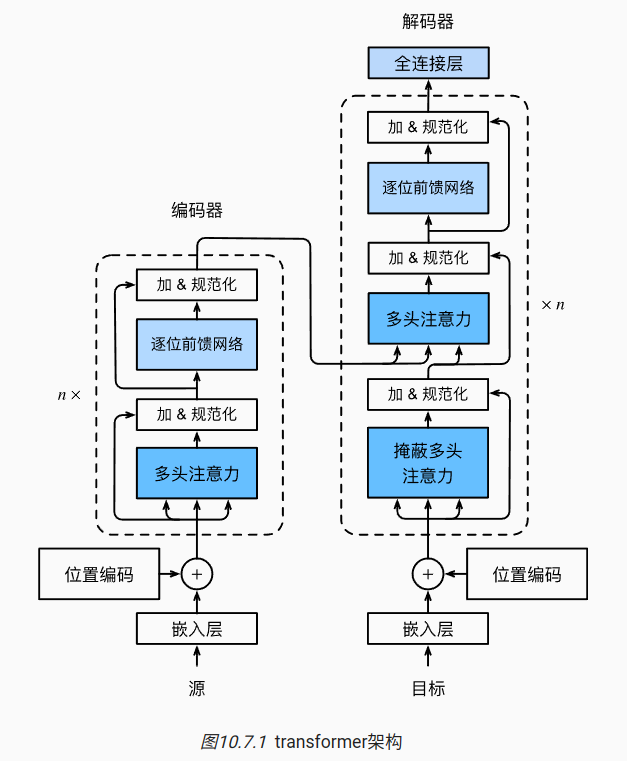 解码器
全连接层
加 & 规范化
逐位前馈网络
加 & 规范化
多头注意力
加 & 规范化
掩蔽多头
注意力
× n
编码器
加 & 规范化
逐位前馈网络
加 & 规范化
多头注意力
n ×
位置编码
+
+
位置编码
嵌入层
嵌入层
源
目标
图10.7.1 transformer架构